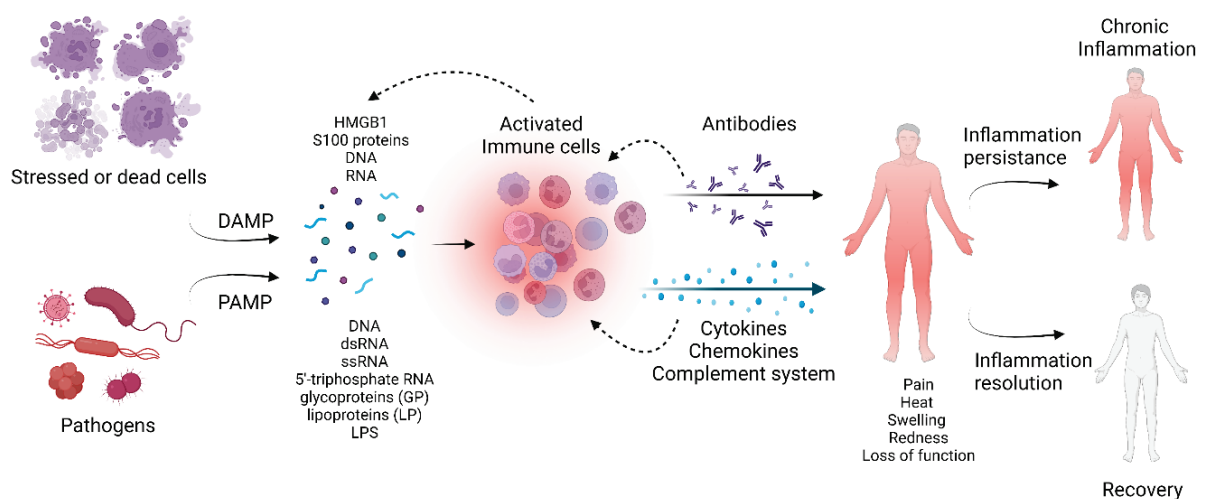 Stressed or dead cells
DAMP
PAMP
Pathogens
HMGB1
S100 proteins
DNA
RNA
DNA
dsRNA
ssRNA
5'-triphosphate RNA
glycoproteins (GP)
lipoproteins (LP)
LPS
Activated
Immune cells
Antibodies
Cytokines
Chemokines
Complement system
Pain
Heat
Swelling
Redness
Loss of function
Inflammation
persistance
Chronic
Inflammation
Inflammation
resolution
Recovery